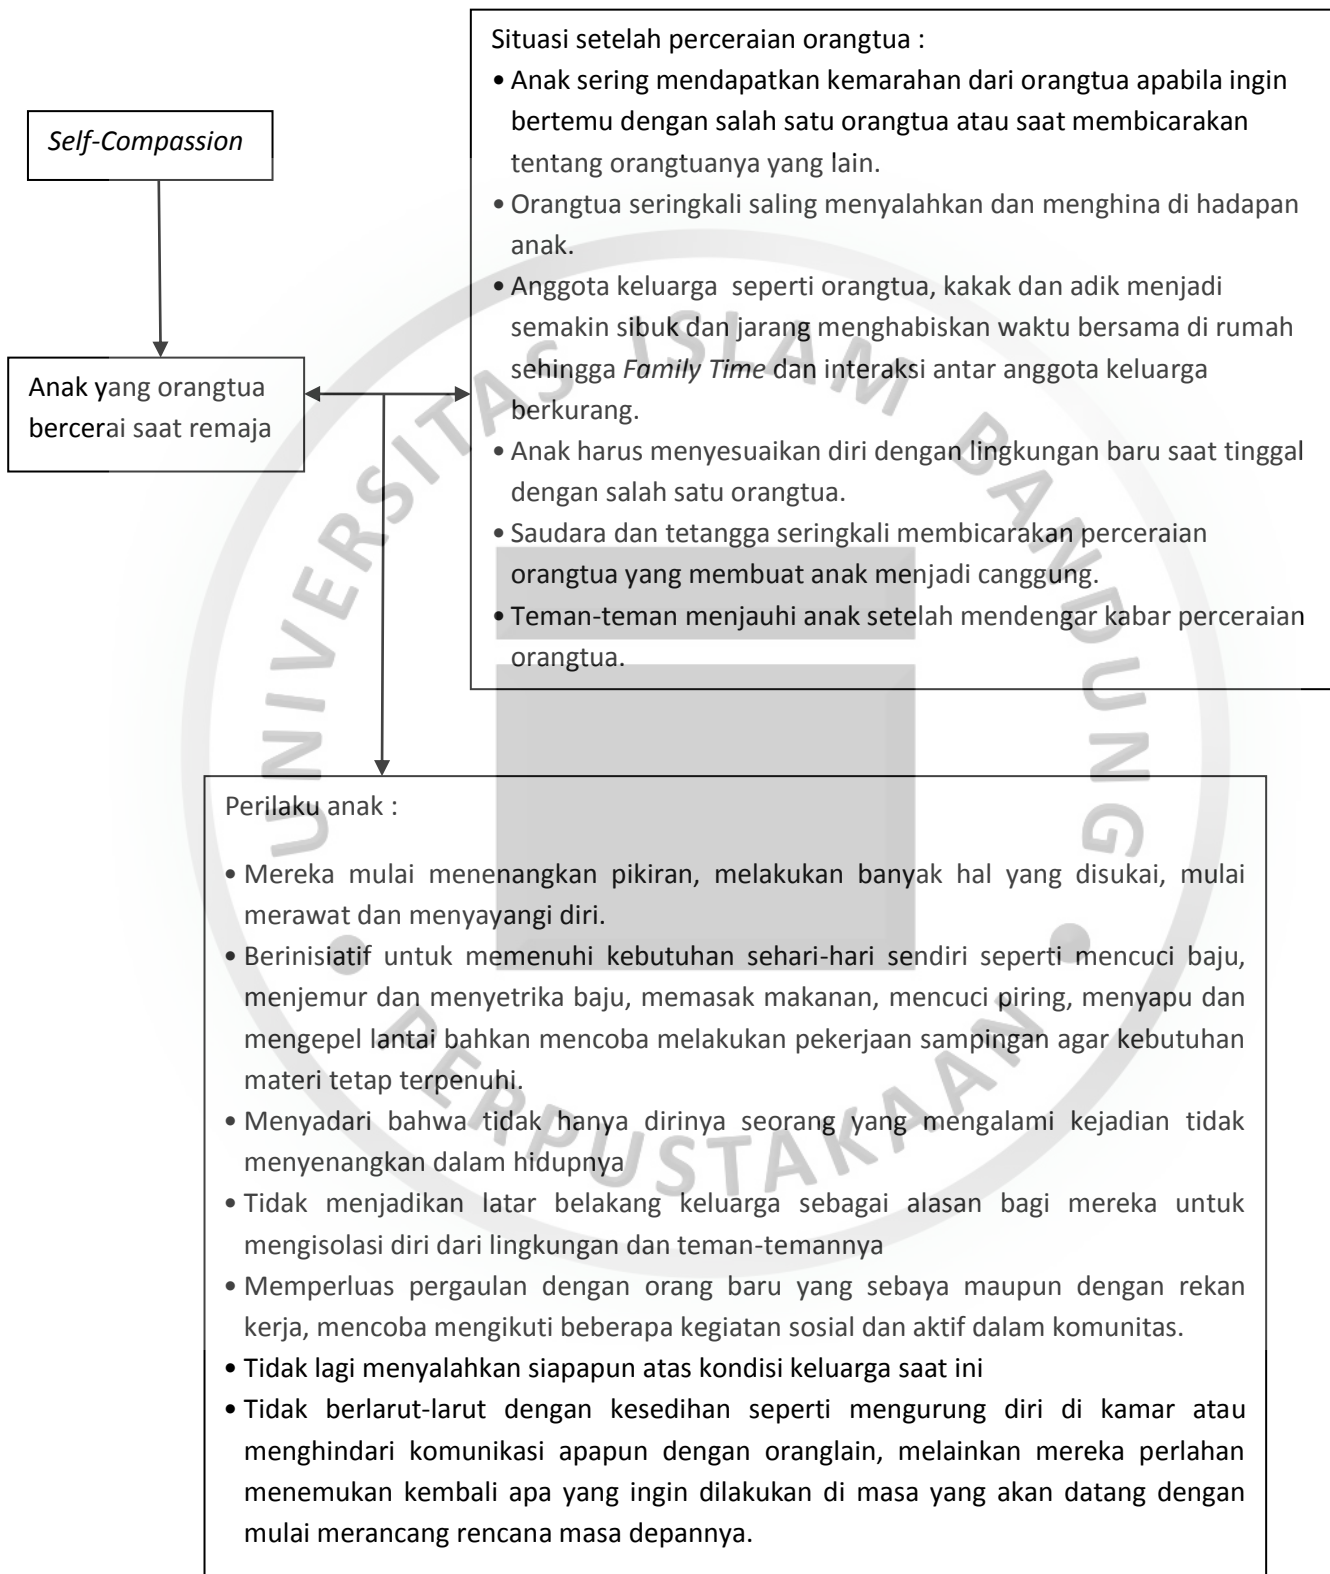 Self-Compassion
Anak yang orangtua
bercerai saat remaja
Situasi setelah perceraian orangtua :
• Anak sering mendapatkan kemarahan dari orangtua apabila ingin
bertemu dengan salah satu orangtua atau saat membicarakan
tentang orangtuanya yang lain.
• Orangtua seringkali saling menyalahkan dan menghina di hadapan
anak.
• Anggota keluarga seperti orangtua, kakak dan adik menjadi
semakin sibuk dan jarang menghabiskan waktu bersama di rumah
sehingga Family Time dan interaksi antar anggota keluarga
berkurang.
• Anak harus menyesuaikan diri dengan lingkungan baru saat tinggal
dengan salah satu orangtua.
• Saudara dan tetangga seringkali membicarakan perceraian
orangtua yang membuat anak menjadi canggung.
• Teman-teman menjauhi anak setelah mendengar kabar perceraian
orangtua.
Perilaku anak :
• Mereka mulai menenangkan pikiran, melakukan banyak hal yang disukai, mulai
merawat dan menyayangi diri.
• Berinisiatif untuk memenuhi kebutuhan sehari-hari sendiri seperti mencuci baju,
menjemur dan menyetrika baju, memasak makanan, mencuci piring, menyapu dan
mengepel lantai bahkan mencoba melakukan pekerjaan sampingan agar kebutuhan
materi tetap terpenuhi.
• Menyadari bahwa tidak hanya dirinya seorang yang mengalami kejadian tidak
menyenangkan dalam hidupnya
• Tidak menjadikan latar belakang keluarga sebagai alasan bagi mereka untuk
mengisolasi diri dari lingkungan dan teman-temannya
• Memperluas pergaulan dengan orang baru yang sebaya maupun dengan rekan
kerja, mencoba mengikuti beberapa kegiatan sosial dan aktif dalam komunitas.
• Tidak lagi menyalahkan siapapun atas kondisi keluarga saat ini
• Tidak berlarut-larut dengan kesedihan seperti mengurung diri di kamar atau
menghindari komunikasi apapun dengan oranglain, melainkan mereka perlahan
menemukan kembali apa yang ingin dilakukan di masa yang akan datang dengan
mulai merancang rencana masa depannya.
UNIVERSITAS ISLAM BANDUNG
PERPUSTAKAAN